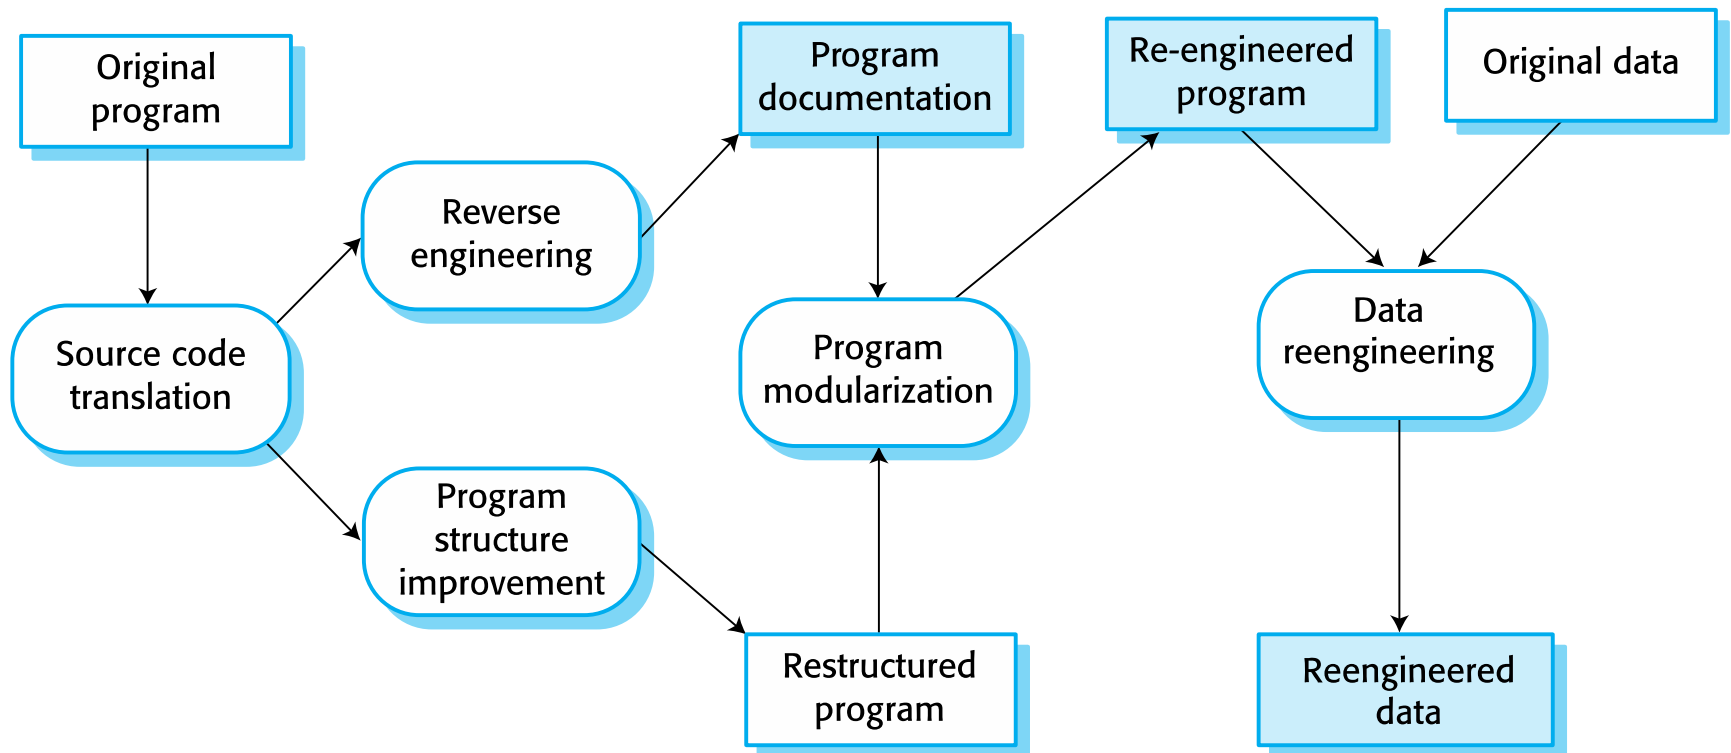 Original
program
Source code
translation
Reverse
engineering
Program
structure
improvement
Program
documentation
Program
modularization
Restructured
program
Re-engineered
program
Original data
Data
reengineering
Reengineered
data